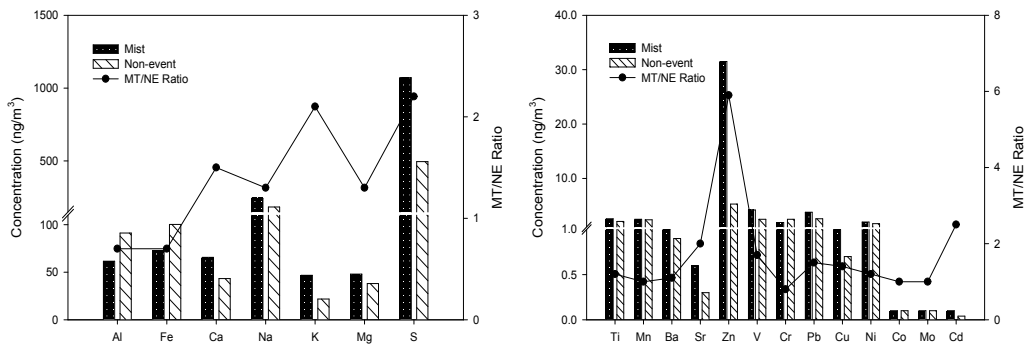 1500
1000
500
100
50
0
Concentration (ng/m³)
Mist
Non-event
MT/NE Ratio
3
2
1
0
MT/NE Ratio
Al Fe Ca Na K Mg S
40.0
30.0
20.0
10.0
1.0
0.5
0.0
Concentration (ng/m³)
Mist
Non-event
MT/NE Ratio
8
6
4
2
0
MT/NE Ratio
Ti Mn Ba Sr Zn V Cr Pb Cu Ni Co Mo Cd